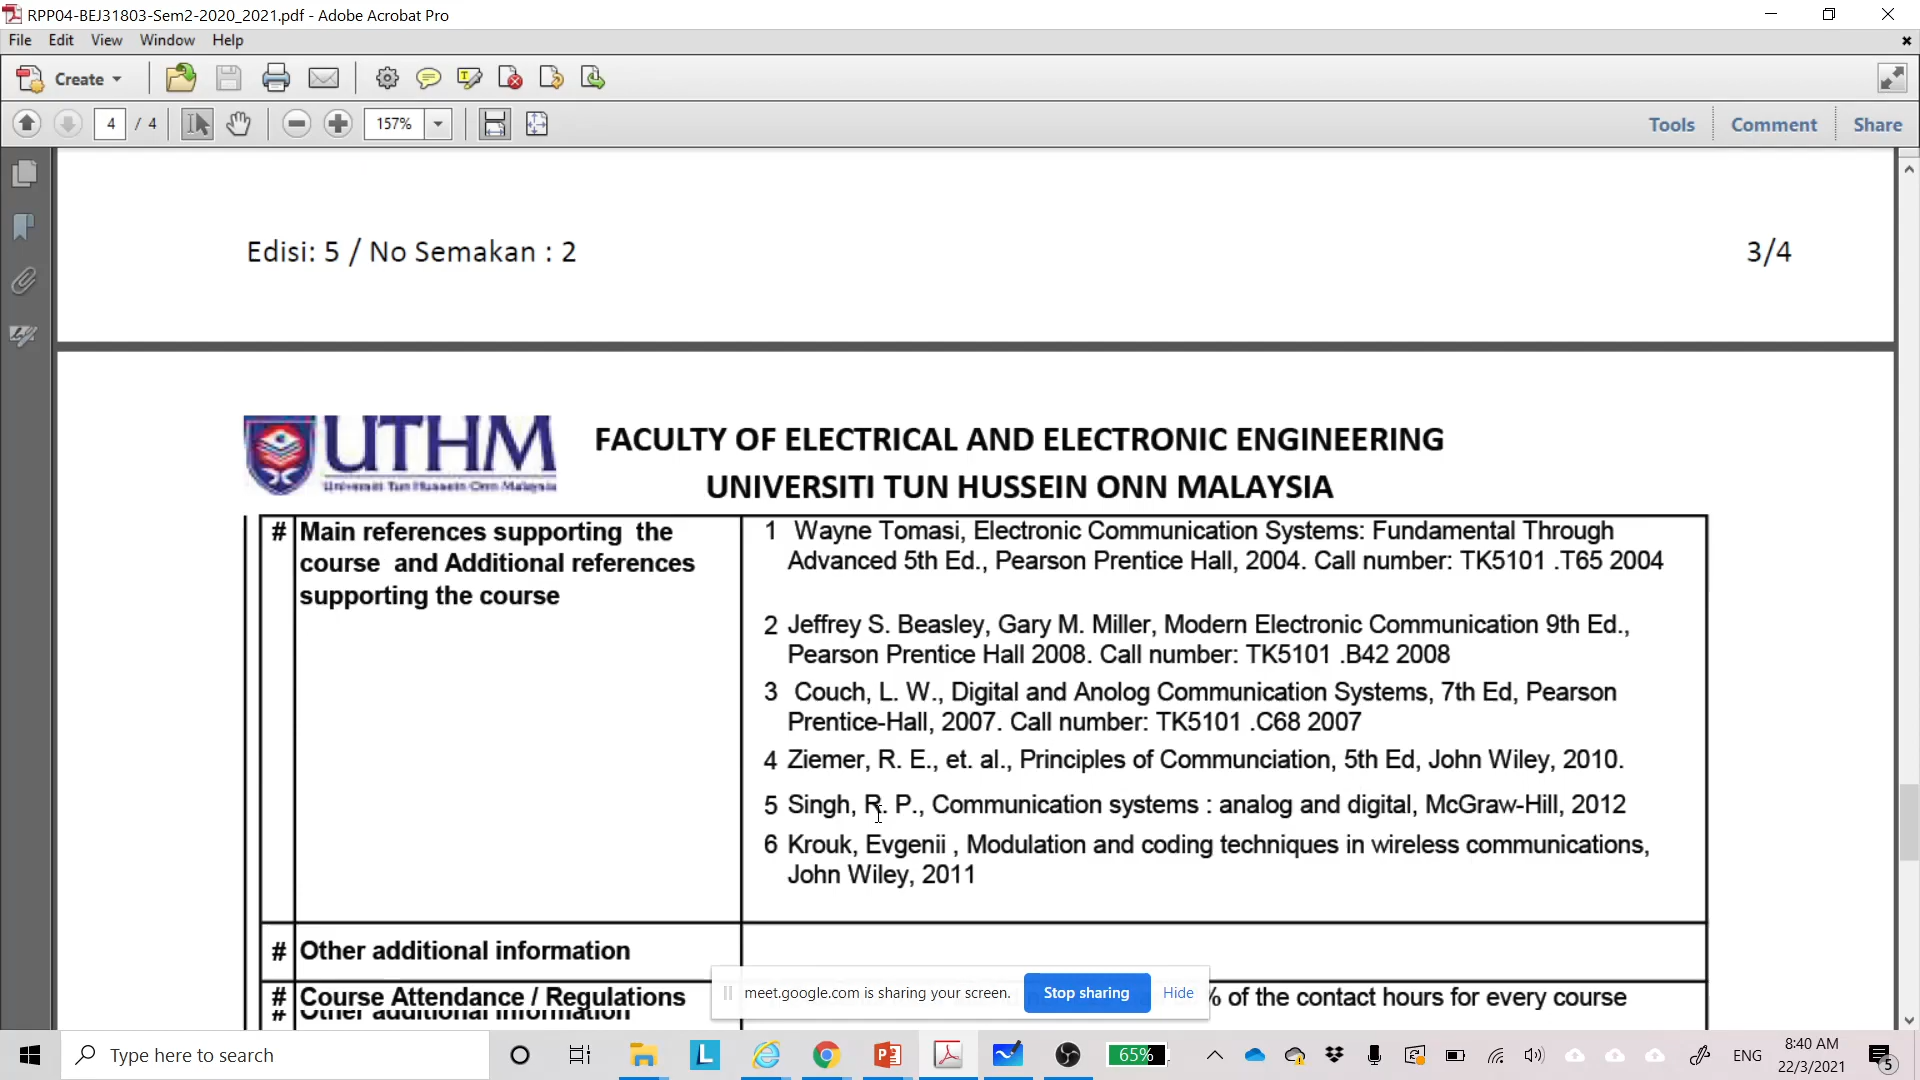 RPP04-BEJ31803-Sem2-2020_2021.pdf - Adobe Acrobat Pro
File Edit View Window Help
Create
4 / 4 157% Tools Comment Share
Edisi: 5 / No Semakan : 2 3/4
UTHM
Universiti Tun Hussein Onn Malaysia
FACULTY OF ELECTRICAL AND ELECTRONIC ENGINEERING
UNIVERSITI TUN HUSSEIN ONN MALAYSIA
# Main references supporting the
course and Additional references
supporting the course
1 Wayne Tomasi, Electronic Communication Systems: Fundamental Through
Advanced 5th Ed., Pearson Prentice Hall, 2004. Call number: TK5101 .T65 2004
2 Jeffrey S. Beasley, Gary M. Miller, Modern Electronic Communication 9th Ed.,
Pearson Prentice Hall 2008. Call number: TK5101 .B42 2008
3 Couch, L. W., Digital and Anolog Communication Systems, 7th Ed, Pearson
Prentice-Hall, 2007. Call number: TK5101 .C68 2007
4 Ziemer, R. E., et. al., Principles of Communciation, 5th Ed, John Wiley, 2010.
5 Singh, R. P., Communication systems : analog and digital, McGraw-Hill, 2012
6 Krouk, Evgenii , Modulation and coding techniques in wireless communications,
John Wiley, 2011
# Other additional information
# Course Attendance / Regulations
% of the contact hours for every course
# Other additional information
meet.google.com is sharing your screen. Stop sharing Hide
Type here to search
65%
ENG
8:40 AM
22/3/2021
5